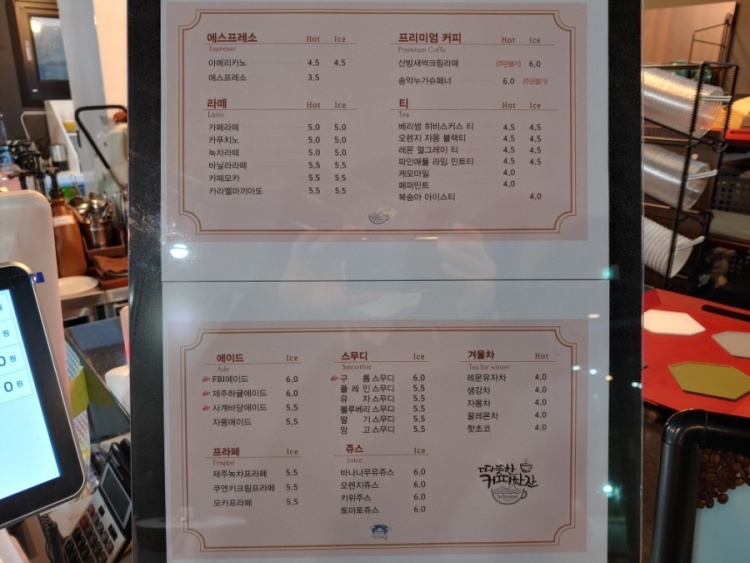 에스프레소 Hot Ice
Espresso
아메리카노 4.5 4.5
에스프레소 3.5
프리미엄 커피 Hot Ice
Premium Coffe
산방새싹크림라떼 6.0
송악누가슈페너 6.0
라떼 Hot Ice
Latte
카페라떼 5.0 5.0
카푸치노 5.0 5.0
녹차라떼 5.0 5.0
바닐라라떼 5.5 5.5
카페모카 5.5 5.5
카라멜마끼아또 5.5 5.5
티 Hot Ice
Tea
베리썸 히비스커스 티 4.5 4.5
오렌지 자몽 블랙티 4.5 4.5
레몬 얼그레이 티 4.5 4.5
파인애플 라임 민트티 4.5 4.5
케모마일 4.0
페퍼민트 4.0
복숭아 아이스티 4.0
에이드 Ice
Ade
FBI에이드 6.0
제주하귤에이드 6.0
사계바당에이드 5.5
자몽에이드 5.5
스무디 Ice
Smoothie
구름스무디 6.0
플레인스무디 5.5
유자스무디 5.5
블루베리스무디 5.5
딸기스무디 5.5
망고스무디 5.5
겨울차 Hot
Tea for winter
레몬유자차 4.0
생강차 4.0
자몽차 4.0
꿀레몬차 4.0
핫초코 4.0
프라페 Ice
Frappe
제주녹차프라페 5.5
쿠엔키크림프라페 5.5
모카프라페 5.5
쥬스 Ice
Juice
바나나우유쥬스 6.0
오렌지쥬스 6.0
키위주스 6.0
토마토쥬스 6.0
따뜻한
커피한잔
원
0 원
0 원